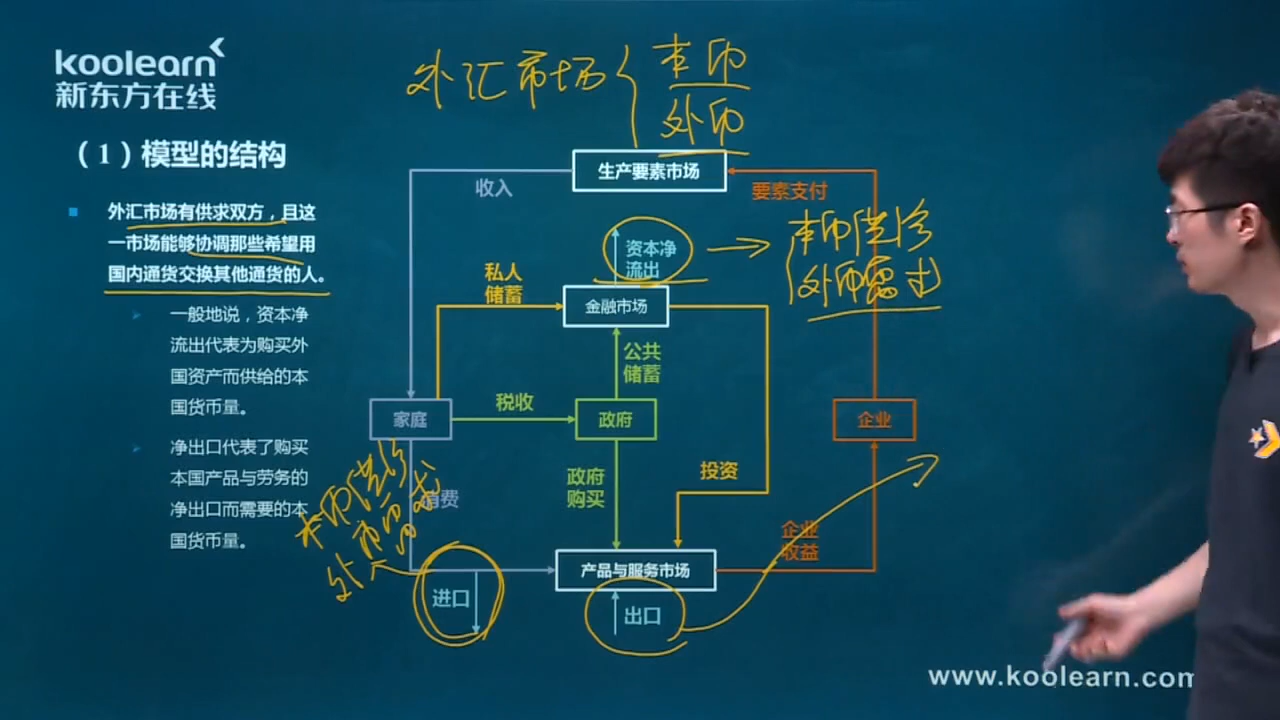 koolearn
新东方在线
（1）模型的结构
外汇市场有供求双方，且这
一市场能够协调那些希望用
国内通货交换其他通货的人。
一般地说，资本净
流出代表为购买外
国资产而供给的本
国货币量。
净出口代表了购买
本国产品与劳务的
净出口而需要的本
国货币量。
外汇市场
本币
外币
生产要素市场
收入
要素支付
资本净
流出
本币供给
外币需求
私人
储蓄
金融市场
公共
储蓄
家庭
税收
政府
企业
消费
政府
购买
投资
企业
收益
本币供给
外币需求
产品与服务市场
进口
出口
www.koolearn.com